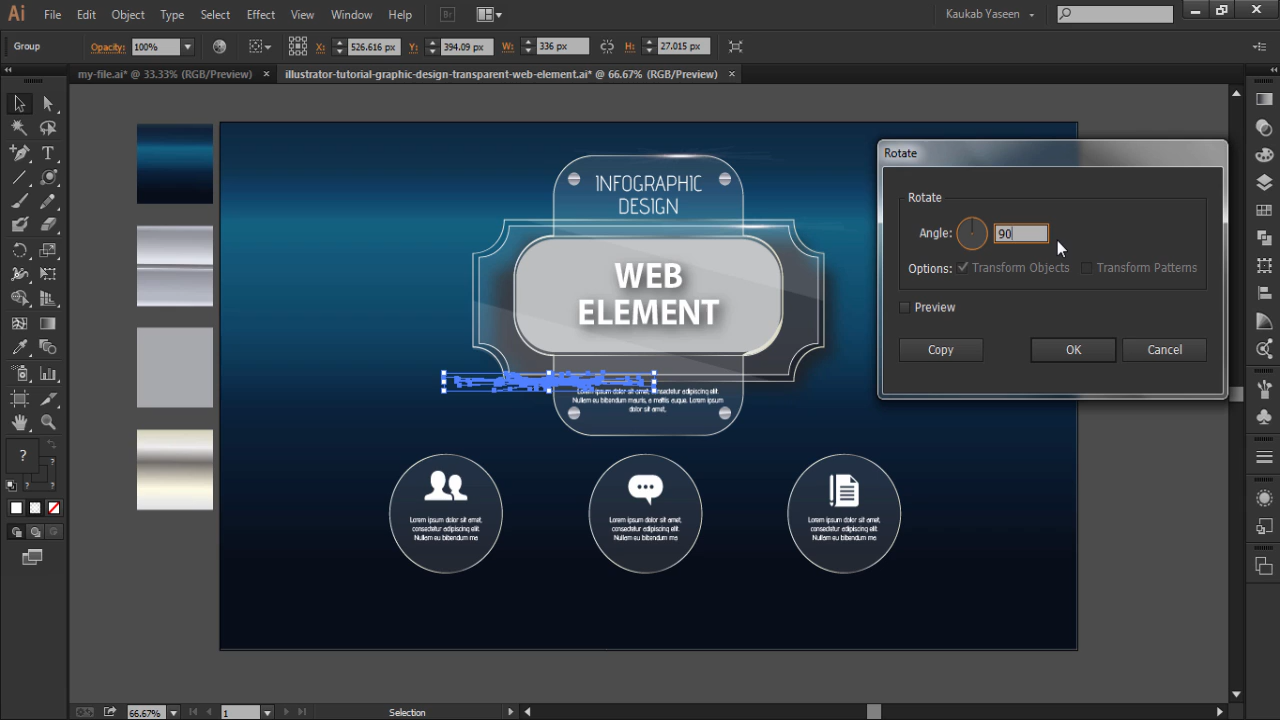 Ai File Edit Object Type Select Effect View Window Help Br Kaukab Yaseen
Group Opacity: 100% X: 526.616 px Y: 394.09 px W: 336 px H: 27.015 px
my-file.ai* @ 33.33% (RGB/Preview) × illustrator-tutorial-graphic-design-transparent-web-element.ai* @ 66.67% (RGB/Preview) ×
INFOGRAPHIC
DESIGN
WEB
ELEMENT
Lorem ipsum dolor sit amet, consectetur adipiscing elit.
Nullam eu bibendum mauris, a mattis augue. Lorem ipsum
dolor sit amet,
Lorem ipsum dolor sit amet,
consectetur adipiscing elit.
Nullam eu bibendum me
Lorem ipsum dolor sit amet,
consectetur adipiscing elit.
Nullam eu bibendum me
Lorem ipsum dolor sit amet,
consectetur adipiscing elit.
Nullam eu bibendum me
Rotate
Rotate
Angle: 90
Options: Transform Objects Transform Patterns
Preview
Copy OK Cancel
?
66.67% 1 Selection